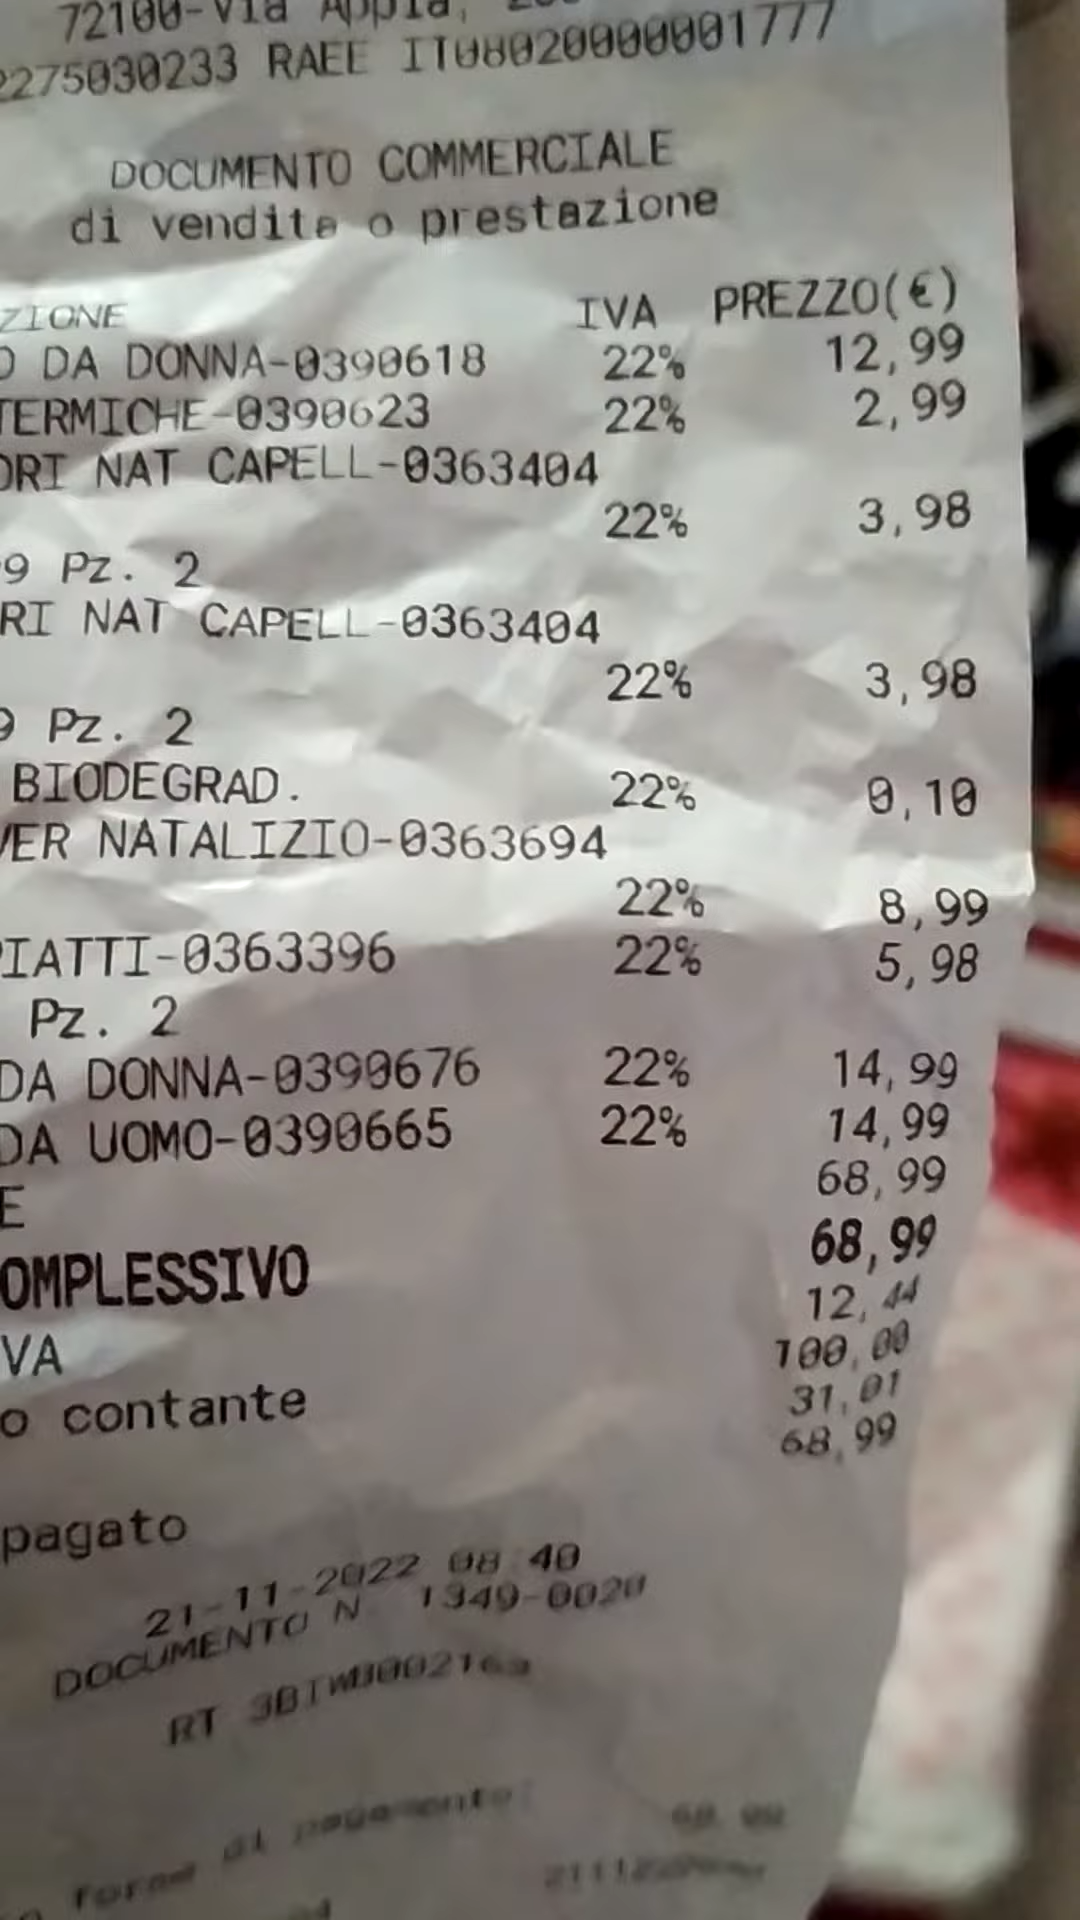 72100-Via Appia,
2275030233 RAEE IT08020000001777
DOCUMENTO COMMERCIALE
di vendita o prestazione
ZIONE IVA PREZZO(€)
O DA DONNA-0390618 22% 12,99
TERMICHE-0390623 22% 2,99
ORI NAT CAPELL-0363404
22% 3,98
9 Pz. 2
RI NAT CAPELL-0363404
22% 3,98
9 Pz. 2
BIODEGRAD. 22% 0,10
VER NATALIZIO-0363694
22% 8,99
PIATTI-0363396 22% 5,98
Pz. 2
DA DONNA-0390676 22% 14,99
DA UOMO-0390665 22% 14,99
E 68,99
OMPLESSIVO 68,99
VA 12,44
o contante 100,00
31,01
pagato 68,99
21-11-2022 08:40
DOCUMENTO N. 1349-0020
RT
forme di pagamento: